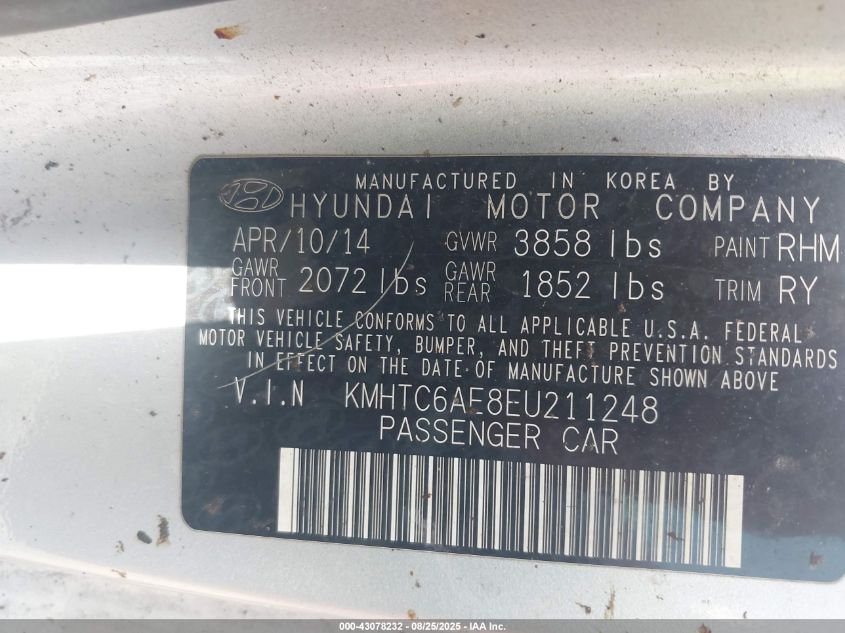 MANUFACTURED IN KOREA BY
HYUNDAI MOTOR COMPANY
APR/10/14 GVWR 3858 lbs PAINT RHM
GAWR FRONT 2072 lbs GAWR REAR 1852 lbs TRIM RY
THIS VEHICLE CONFORMS TO ALL APPLICABLE U.S.A. FEDERAL
MOTOR VEHICLE SAFETY, BUMPER, AND THEFT PREVENTION STANDARDS
IN EFFECT ON THE DATE OF MANUFACTURE SHOWN ABOVE
V.I.N KMHTC6AE8EU211248
PASSENGER CAR
000-43078232 - 08/25/2025 - IAA Inc.